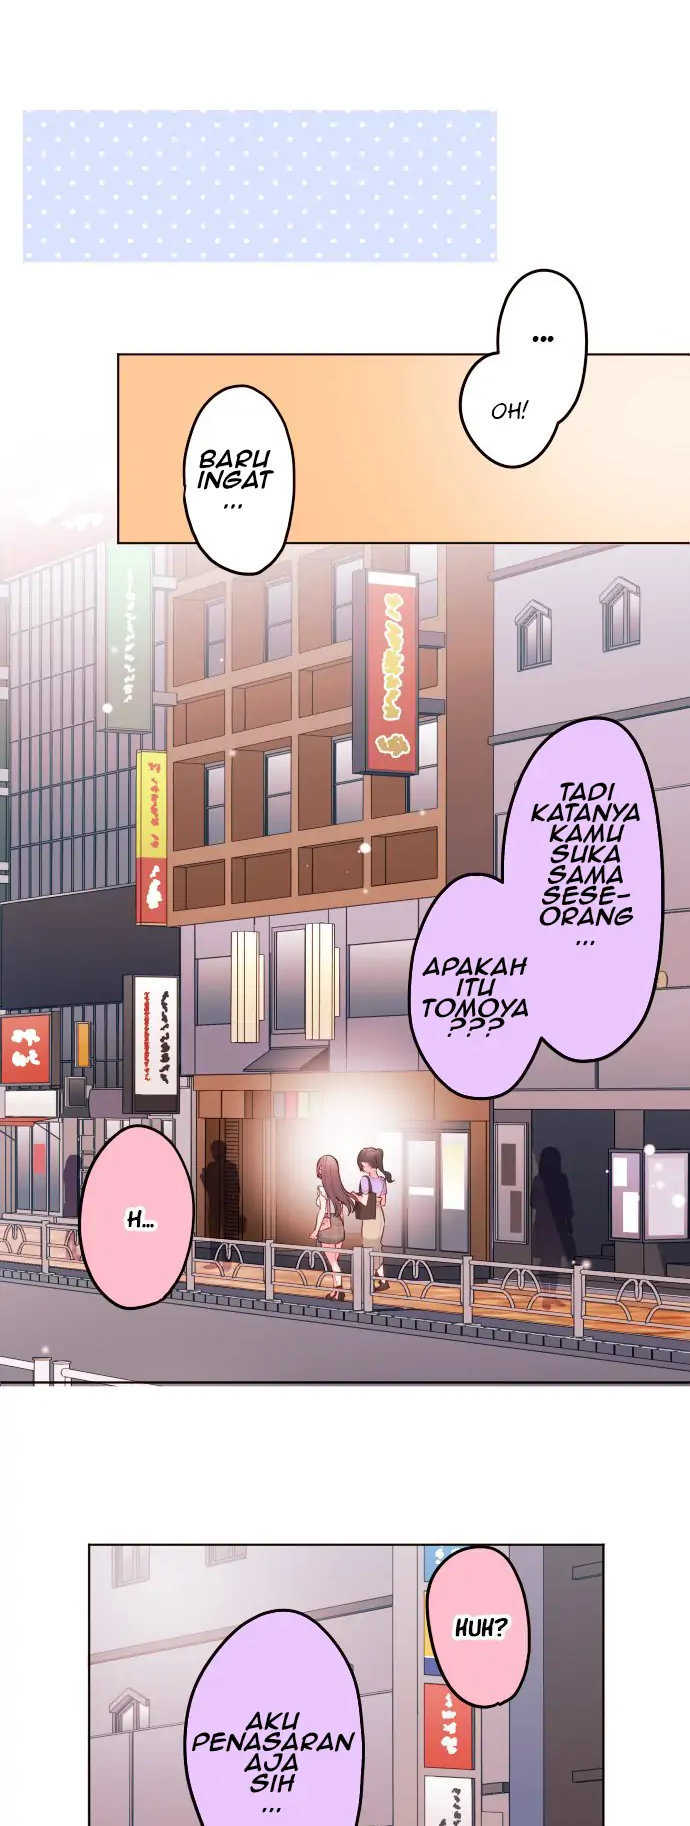 ...
OH!
BARU
INGAT
...
TADI
KATANYA
KAMU
SUKA
SAMA
SESE-
ORANG
...
APAKAH
ITU
TOMOYA
???
H...
HUH?
AKU
PENASARAN
AJA
SIH
...